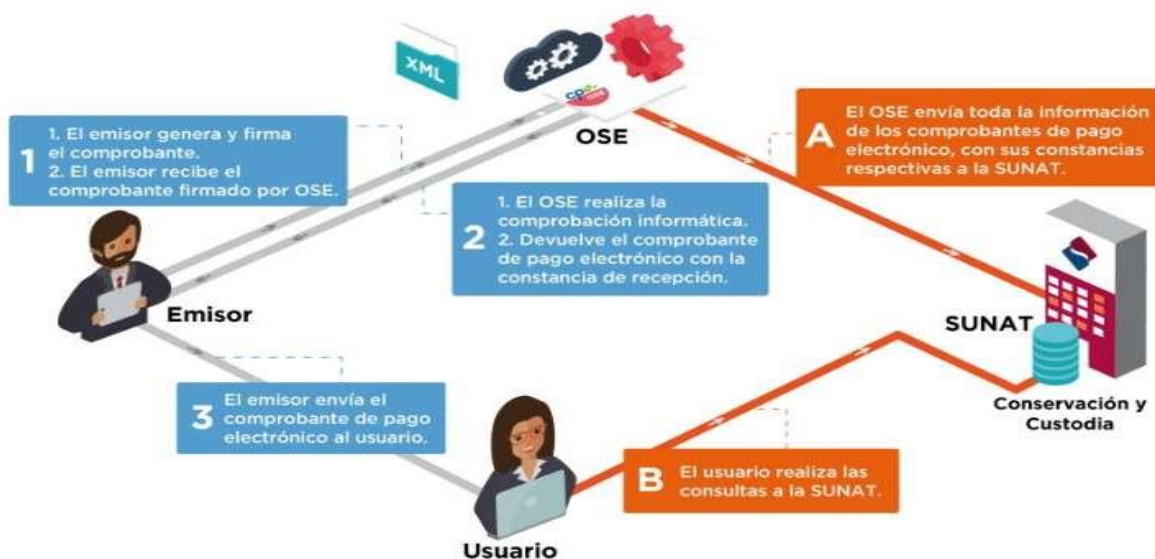 XML
cpe
OSE
1
1. El emisor genera y firma
el comprobante.
2. El emisor recibe el
comprobante firmado por OSE.
2
1. El OSE realiza la
comprobación informática.
2. Devuelve el comprobante
de pago electrónico con la
constancia de recepción.
A
El OSE envía toda la información
de los comprobantes de pago
electrónico, con sus constancias
respectivas a la SUNAT.
Emisor
SUNAT
Conservación y
Custodia
3
El emisor envía el
comprobante de pago
electrónico al usuario.
B
El usuario realiza las
consultas a la SUNAT.
Usuario